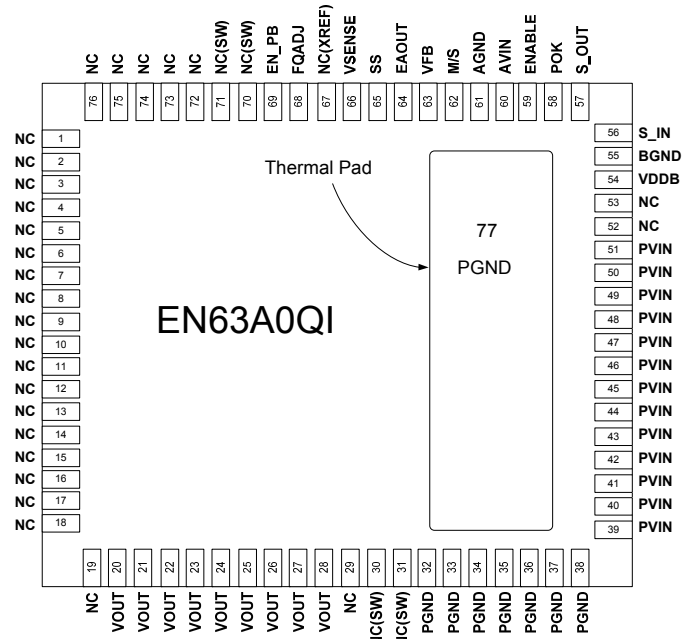 NC
NC
NC
NC
NC
NC(SW)
NC(SW)
EN_PB
FQADJ
NC(XREF)
VSENSE
SS
EAOUT
VFB
M/S
AGND
AVIN
ENABLE
POK
S_OUT
76
75
74
73
72
71
70
69
68
67
66
65
64
63
62
61
60
59
58
57
NC 1
NC 2
NC 3
NC 4
NC 5
NC 6
NC 7
NC 8
NC 9
NC 10
NC 11
NC 12
NC 13
NC 14
NC 15
NC 16
NC 17
NC 18
Thermal Pad
77
PGND
EN63A0QI
56 S_IN
55 BGND
54 VDDB
53 NC
52 NC
51 PVIN
50 PVIN
49 PVIN
48 PVIN
47 PVIN
46 PVIN
45 PVIN
44 PVIN
43 PVIN
42 PVIN
41 PVIN
40 PVIN
39 PVIN
19
20
21
22
23
24
25
26
27
28
29
30
31
32
33
34
35
36
37
38
NC
VOUT
VOUT
VOUT
VOUT
VOUT
VOUT
VOUT
VOUT
VOUT
NC
IC(SW)
IC(SW)
PGND
PGND
PGND
PGND
PGND
PGND
PGND